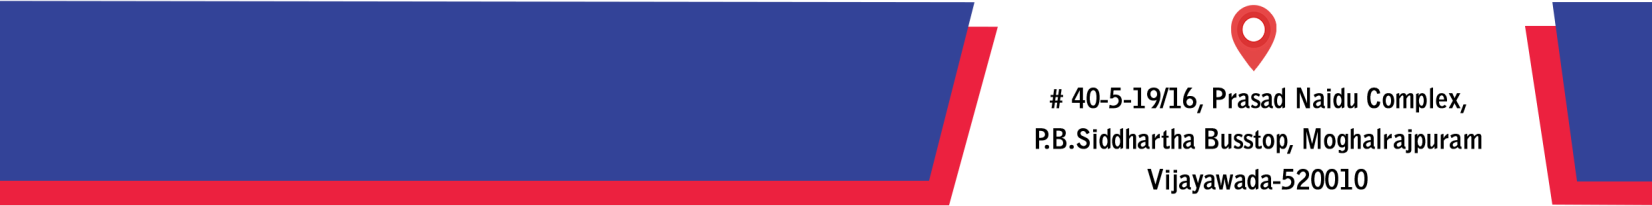 # 40-5-19/16, Prasad Naidu Complex,
P.B.Siddhartha Busstop, Moghalrajpuram
Vijayawada-520010